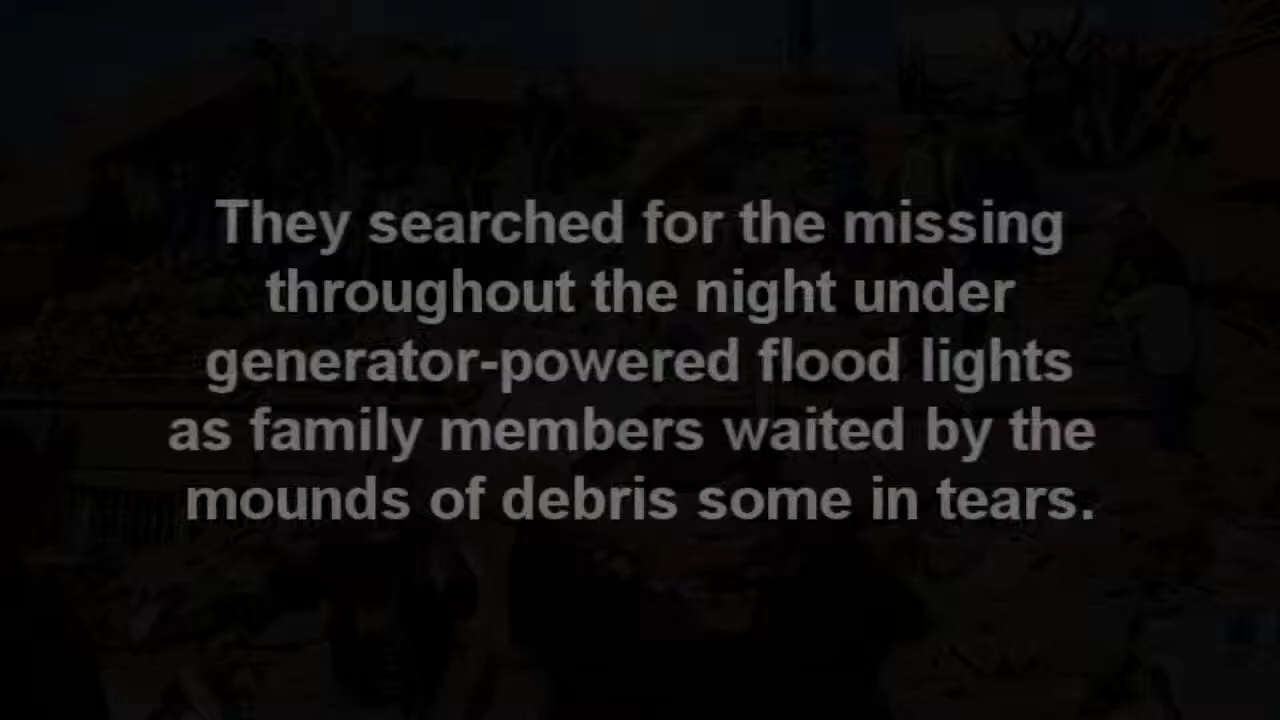 They searched for the missing
throughout the night under
generator-powered flood lights
as family members waited by the
mounds of debris some in tears.